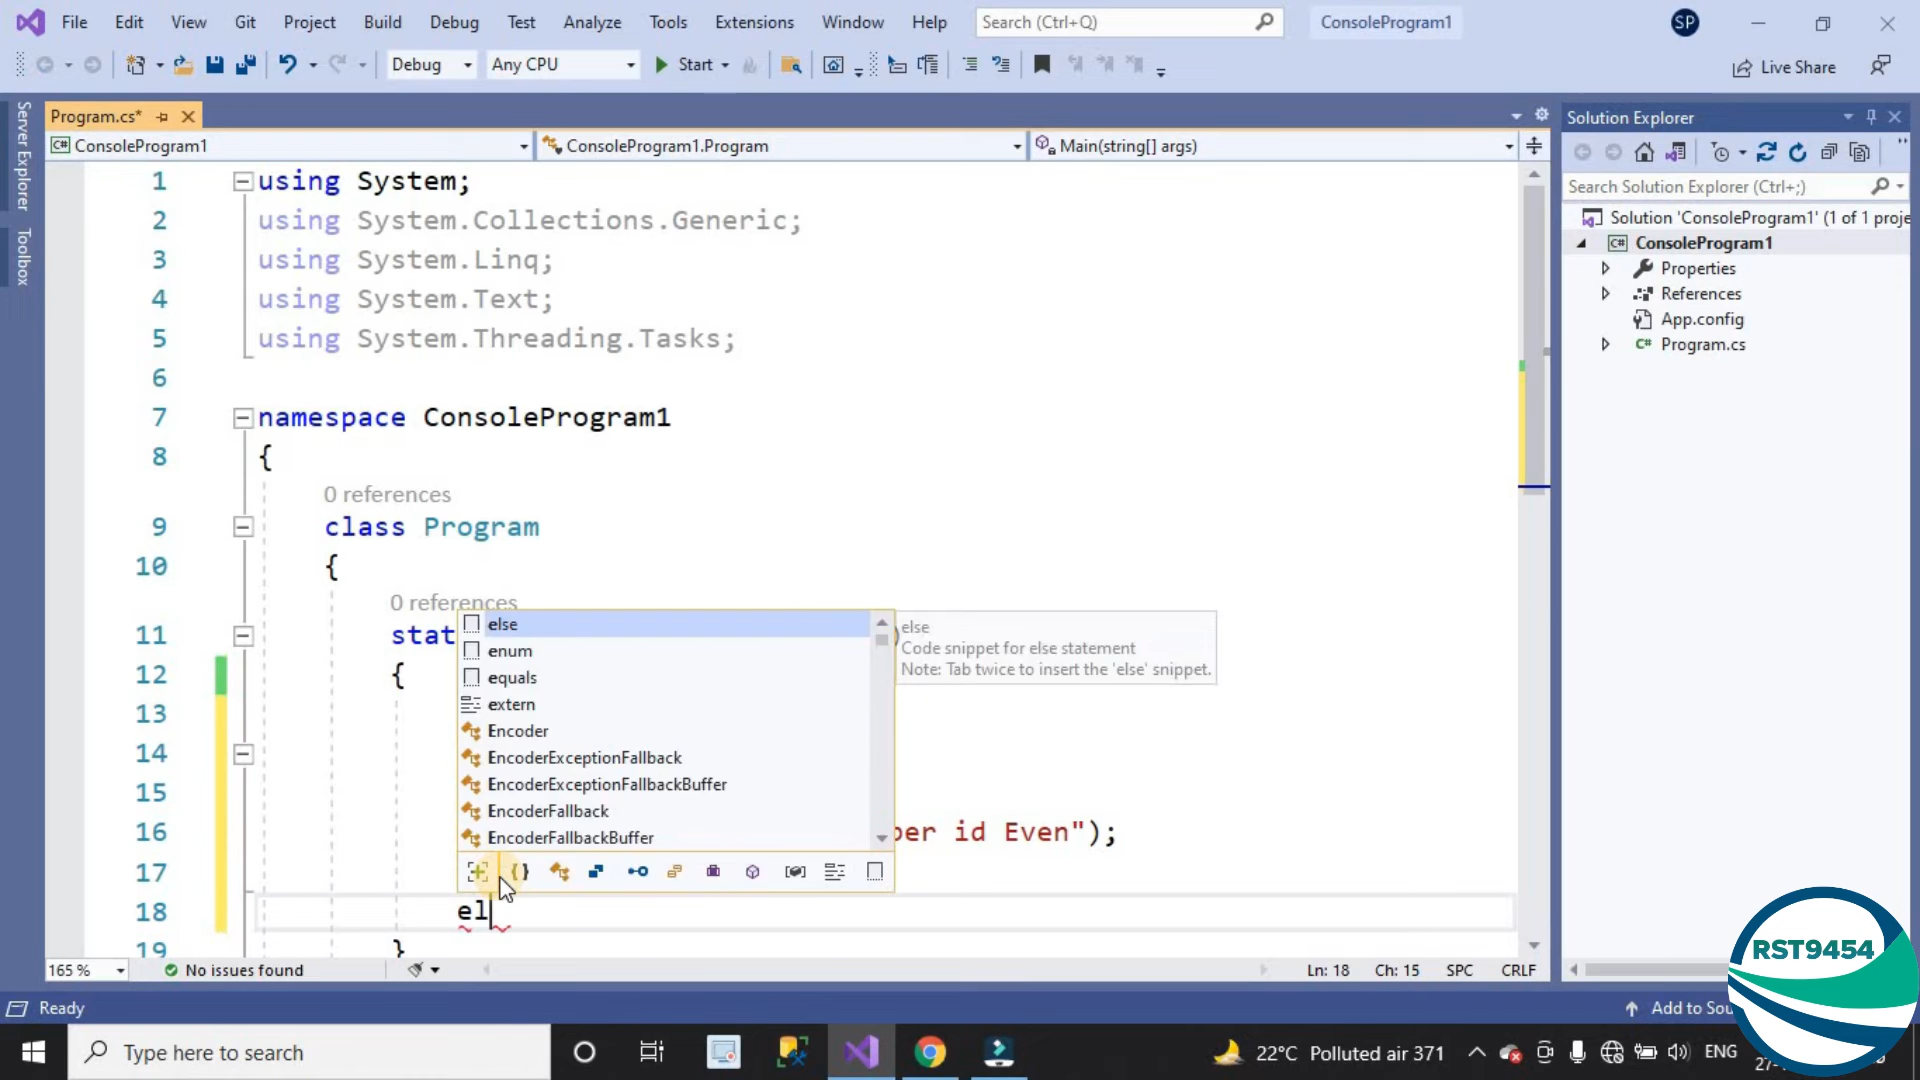 File Edit View Git Project Build Debug Test Analyze Tools Extensions Window Help Search (Ctrl+Q) ConsoleProgram1 SP
Debug Any CPU Start Live Share
Server Explorer
Toolbox
Program.cs*
ConsoleProgram1 ConsoleProgram1.Program Main(string[] args)
1 using System;
2 using System.Collections.Generic;
3 using System.Linq;
4 using System.Text;
5 using System.Threading.Tasks;
6
7 namespace ConsoleProgram1
8 {
0 references
9 class Program
10 {
0 references
11 stat
12 {
13
14
15
16 per id Even");
17
18 el
19 }
else
enum
equals
extern
Encoder
EncoderExceptionFallback
EncoderExceptionFallbackBuffer
EncoderFallback
EncoderFallbackBuffer
else
Code snippet for else statement
Note: Tab twice to insert the 'else' snippet.
165 % No issues found Ln: 18 Ch: 15 SPC CRLF
Solution Explorer
Search Solution Explorer (Ctrl+;)
Solution 'ConsoleProgram1' (1 of 1 proje
C# ConsoleProgram1
Properties
References
App.config
C# Program.cs
RST9454
Ready Add to Sou
Type here to search 22°C Polluted air 371 ENG